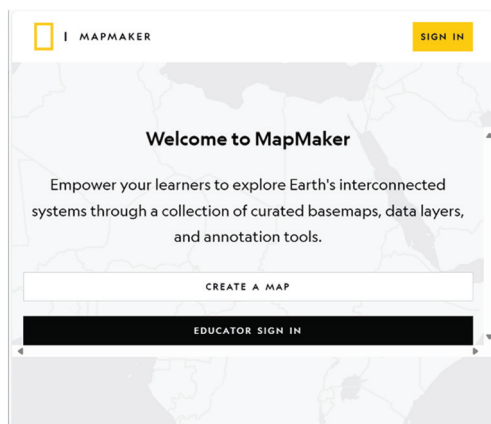 | MAPMAKER
SIGN IN
Welcome to MapMaker
Empower your learners to explore Earth's interconnected
systems through a collection of curated basemaps, data layers,
and annotation tools.
CREATE A MAP
EDUCATOR SIGN IN